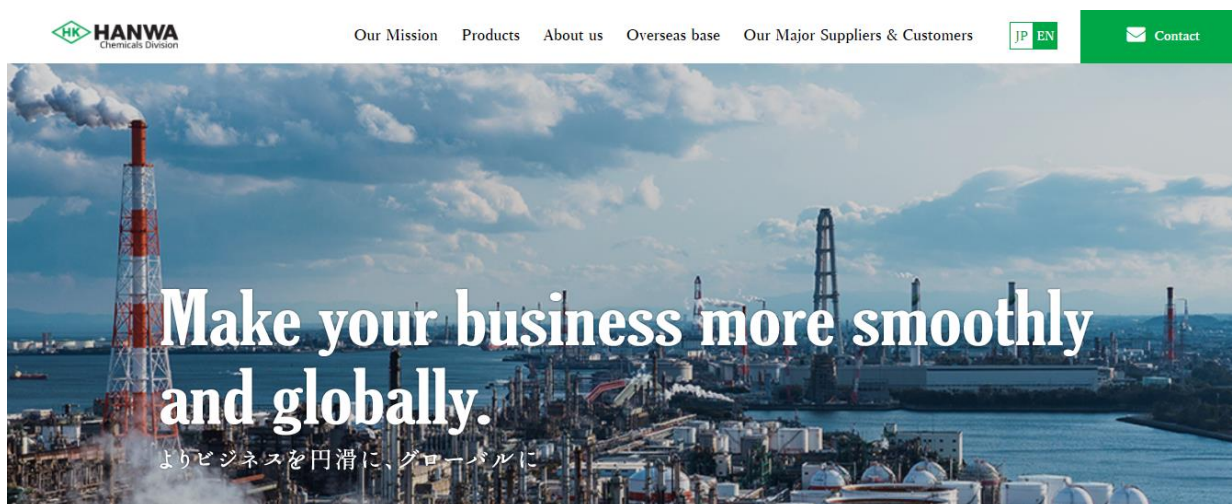 HK HANWA
Chemicals Division
Our Mission Products About us Overseas base Our Major Suppliers & Customers JP EN Contact
Make your business more smoothly
and globally.
よりビジネスを円滑に、グローバルに